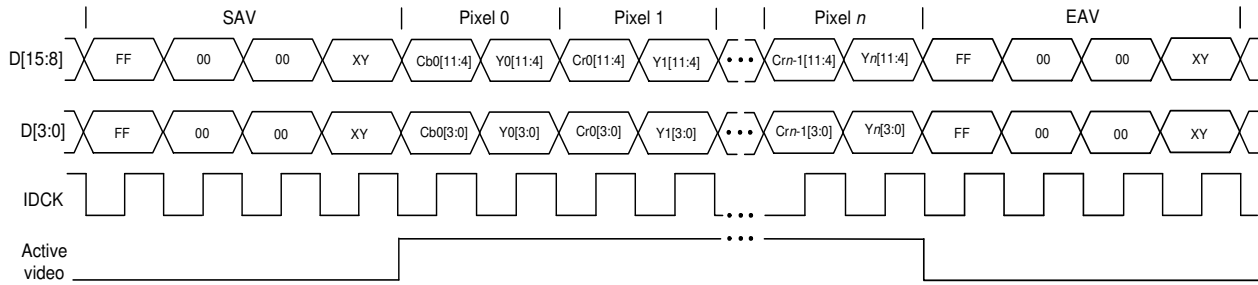 SAV Pixel 0 Pixel 1 Pixel n EAV
D[15:8] FF 00 00 XY Cb0[11:4] Y0[11:4] Cr0[11:4] Y1[11:4] ••• Crn-1[11:4] Yn[11:4] FF 00 00 XY
D[3:0] FF 00 00 XY Cb0[3:0] Y0[3:0] Cr0[3:0] Y1[3:0] ••• Crn-1[3:0] Yn[3:0] FF 00 00 XY
IDCK •••
Active •••
video